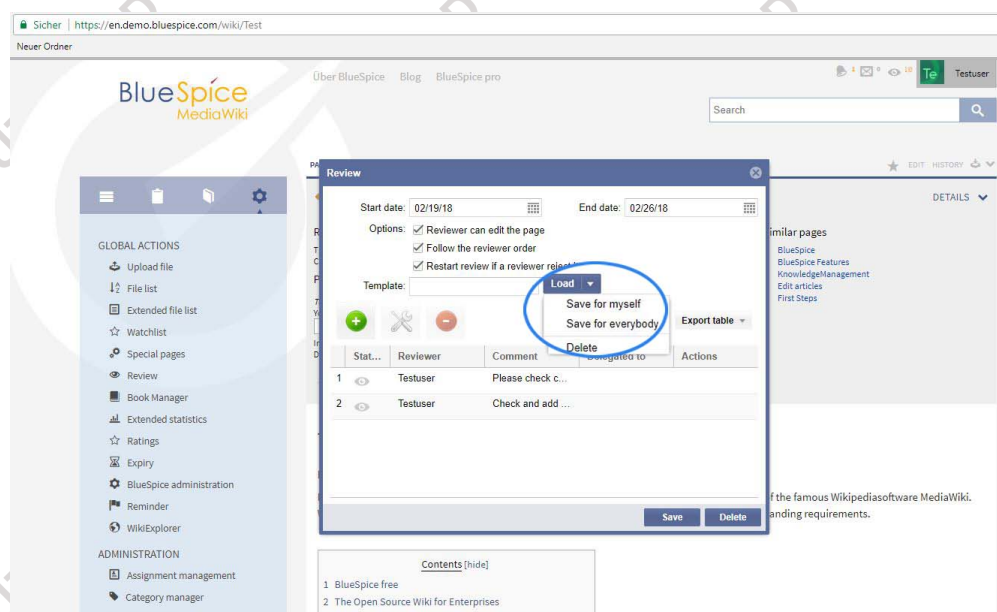 Sicher | https://en.demo.bluespice.com/wiki/Test
Neuer Ordner
Über BlueSpice Blog BlueSpice pro
Te Testuser
BlueSpice
MediaWiki
Search
EDIT HISTORY
DETAILS
GLOBAL ACTIONS
Upload file
File list
Extended file list
Watchlist
Special pages
Review
Book Manager
Extended statistics
Ratings
Expiry
BlueSpice administration
Reminder
WikiExplorer
ADMINISTRATION
Assignment management
Category manager
Review
Start date: 02/19/18 End date: 02/26/18
Options: Reviewer can edit the page
Follow the reviewer order
Restart review if a reviewer reject
Template: Load
Save for myself
Save for everybody
Delete
Export table
Stat... Reviewer Comment Delegated to Actions
1 Testuser Please check c...
2 Testuser Check and add ...
Save Delete
imilar pages
BlueSpice
BlueSpice Features
KnowledgeManagement
Edit articles
First Steps
f the famous Wikipediasoftware MediaWiki.
anding requirements.
Contents [hide]
1 BlueSpice free
2 The Open Source Wiki for Enterprises